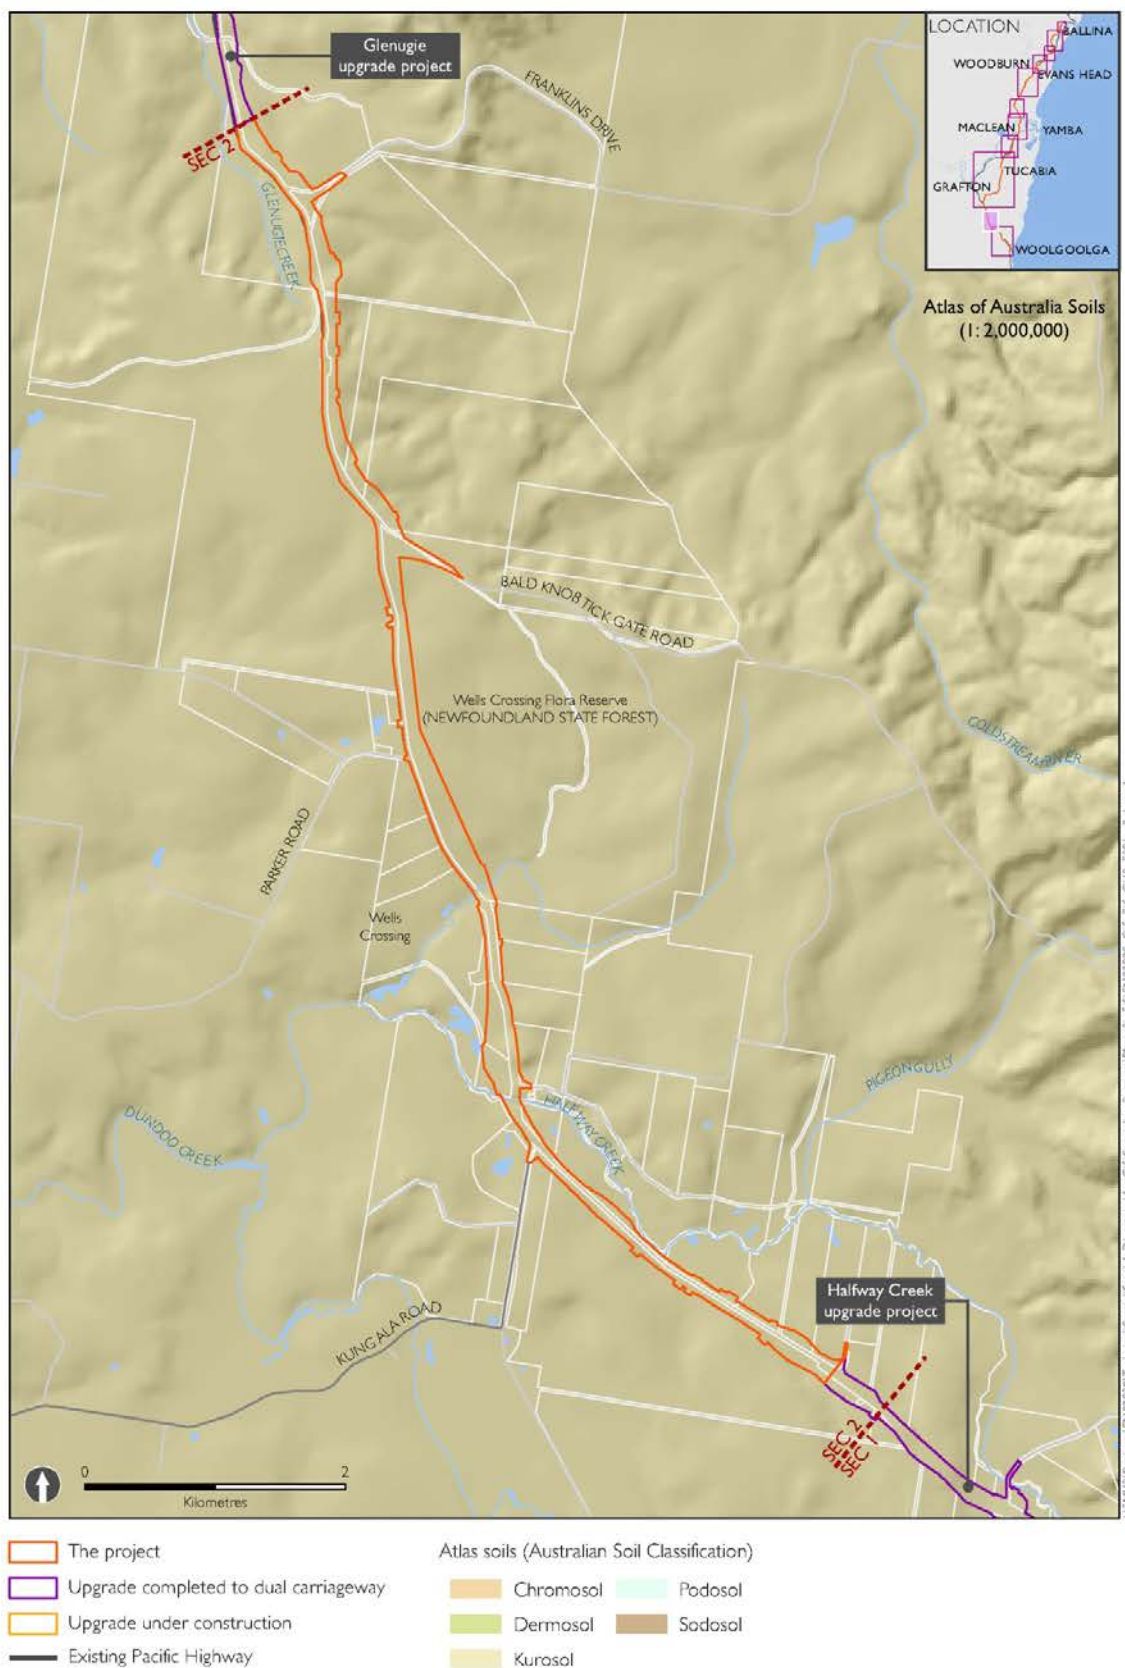 Glenugie
upgrade project
FRANKLINS DRIVE
SEC 2
GLENUGIE CREEK
LOCATION
BALLINA
WOODBURN
EVANS HEAD
MACLEAN
YAMBA
TUCABIA
GRAFTON
WOOLGOOLGA
Atlas of Australia Soils
(1: 2,000,000)
BALD KNOB TICK GATE ROAD
Wells Crossing Flora Reserve
(NEWFOUNDLAND STATE FOREST)
COLDSTREAM RIVER
PARKER ROAD
Wells
Crossing
PIGEON GULLY
HALFWAY CREEK
DUNDOO CREEK
KUNGALA ROAD
Halfway Creek
upgrade project
SEC 2
SEC 1
0 2
Kilometres
The project
Upgrade completed to dual carriageway
Upgrade under construction
Existing Pacific Highway
Atlas soils (Australian Soil Classification)
Chromosol
Podosol
Dermosol
Sodosol
Kurosol